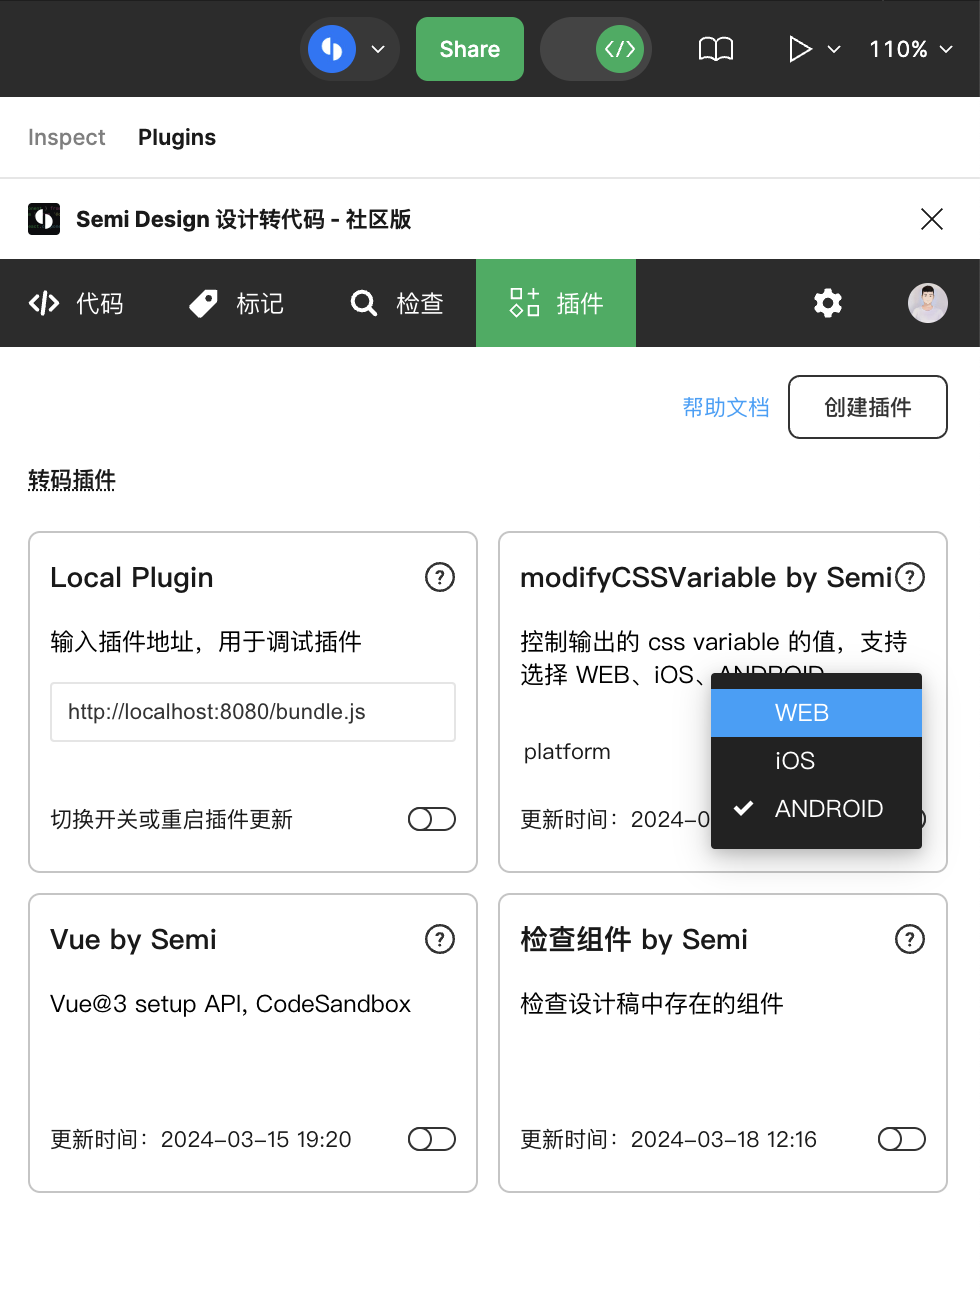 Share
110%
Inspect
Plugins
Semi Design 设计转代码 - 社区版
代码
标记
检查
插件
帮助文档
创建插件
转码插件
Local Plugin
输入插件地址，用于调试插件
http://localhost:8080/bundle.js
切换开关或重启插件更新
modifyCSSVariable by Semi
控制输出的 css variable 的值，支持
选择 WEB、iOS、ANDROID
platform
WEB
iOS
ANDROID
更新时间：2024-0
Vue by Semi
Vue@3 setup API, CodeSandbox
更新时间：2024-03-15 19:20
检查组件 by Semi
检查设计稿中存在的组件
更新时间：2024-03-18 12:16